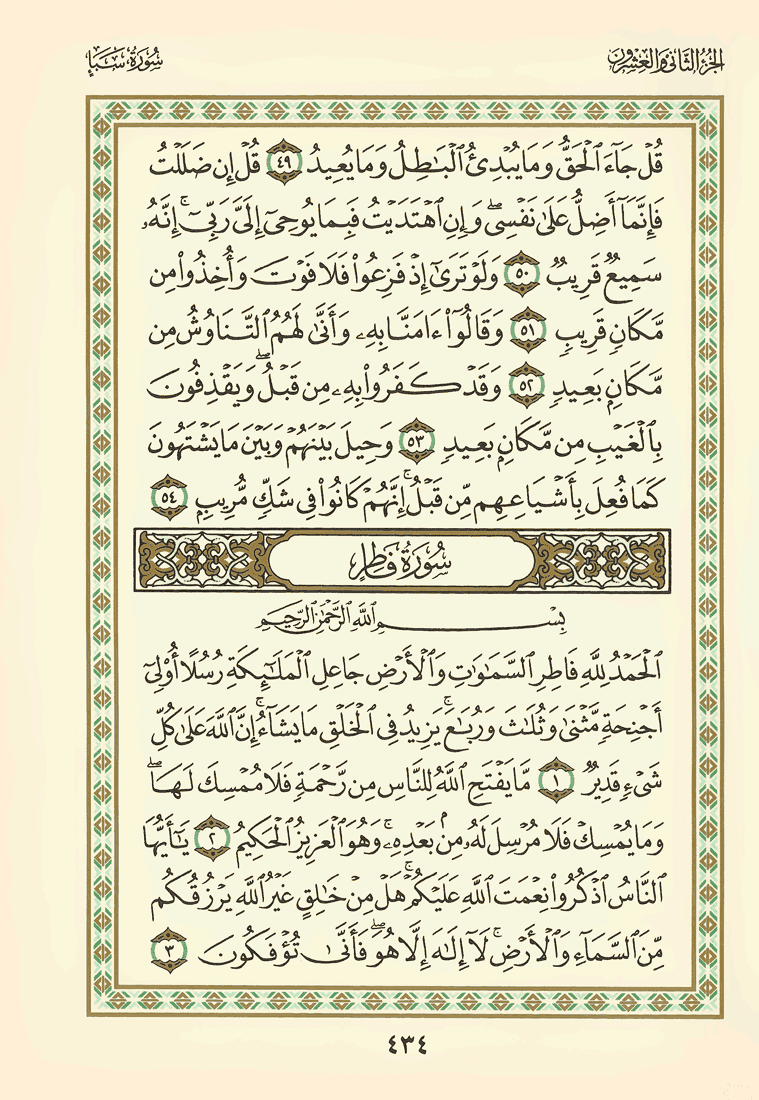 الجزء الثاني والعشرون
سورة سبإ
قُلْ جَآءَ ٱلْحَقُّ وَمَا يُبْدِئُ ٱلْبَٰطِلُ وَمَا يُعِيدُ ٤٩ قُلْ إِن ضَلَلْتُ
فَإِنَّمَآ أَضِلُّ عَلَىٰ نَفْسِى ۖ وَإِنِ ٱهْتَدَيْتُ فَبِمَا يُوحِىٓ إِلَىَّ رَبِّىٓ ۚ إِنَّهُۥ
سَمِيعٌ قَرِيبٌ ٥٠ وَلَوْ تَرَىٰٓ إِذْ فَزِعُوا۟ فَلَا فَوْتَ وَأُخِذُوا۟ مِن
مَّكَانٍ قَرِيبٍ ٥١ وَقَالُوٓا۟ ءَامَنَّا بِهِۦ وَأَنَّىٰ لَهُمُ ٱلتَّنَاوُشُ مِن
مَّكَانٍۭ بَعِيدٍ ٥٢ وَقَدْ كَفَرُوا۟ بِهِۦ مِن قَبْلُ ۖ وَيَقْذِفُونَ
بِٱلْغَيْبِ مِن مَّكَانٍۭ بَعِيدٍ ٥٣ وَحِيلَ بَيْنَهُمْ وَبَيْنَ مَا يَشْتَهُونَ
كَمَا فُعِلَ بِأَشْيَاعِهِم مِّن قَبْلُ ۚ إِنَّهُمْ كَانُوا۟ فِى شَكٍّ مُّرِيبٍۭ ٥٤
سُورَةُ فَاطِرٍ
بِسْمِ ٱللَّهِ ٱلرَّحْمَٰنِ ٱلرَّحِيمِ
ٱلْحَمْدُ لِلَّهِ فَاطِرِ ٱلسَّمَٰوَٰتِ وَٱلْأَرْضِ جَاعِلِ ٱلْمَلَٰٓئِكَةِ رُسُلًا أُو۟لِىٓ
أَجْنِحَةٍ مَّثْنَىٰ وَثُلَٰثَ وَرُبَٰعَ ۚ يَزِيدُ فِى ٱلْخَلْقِ مَا يَشَآءُ ۚ إِنَّ ٱللَّهَ عَلَىٰ كُلِّ
شَىْءٍ قَدِيرٌ ١ مَّا يَفْتَحِ ٱللَّهُ لِلنَّاسِ مِن رَّحْمَةٍ فَلَا مُمْسِكَ لَهَا ۖ
وَمَا يُمْسِكْ فَلَا مُرْسِلَ لَهُۥ مِنۢ بَعْدِهِۦ ۚ وَهُوَ ٱلْعَزِيزُ ٱلْحَكِيمُ ٢ يَٰٓأَيُّهَا
ٱلنَّاسُ ٱذْكُرُوا۟ نِعْمَتَ ٱللَّهِ عَلَيْكُمْ ۚ هَلْ مِنْ خَٰلِقٍ غَيْرُ ٱللَّهِ يَرْزُقُكُم
مِّنَ ٱلسَّمَآءِ وَٱلْأَرْضِ ۚ لَآ إِلَٰهَ إِلَّا هُوَ ۖ فَأَنَّىٰ تُؤْفَكُونَ ٣
٤٣٤